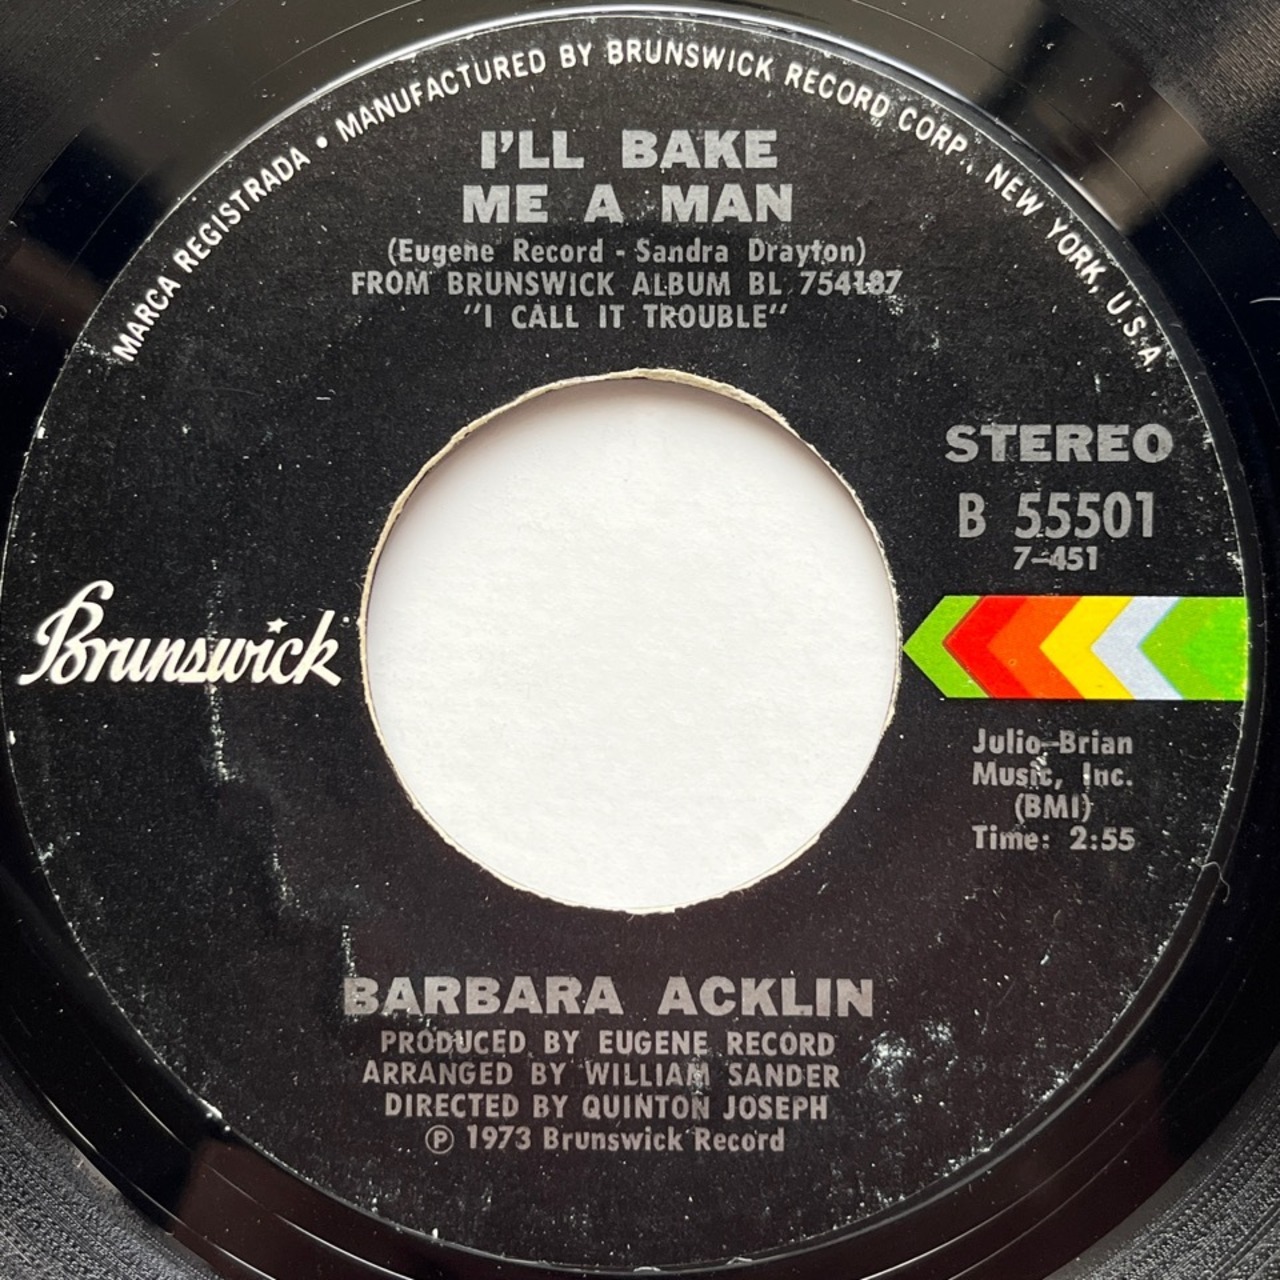 MARCA REGISTRADA • MANUFACTURED BY BRUNSWICK RECORD CORP., NEW YORK, U.S.A.
I'LL BAKE
ME A MAN
(Eugene Record - Sandra Drayton)
FROM BRUNSWICK ALBUM BL 754187
"I CALL IT TROUBLE"
STEREO
B 55501
7-451
Brunswick
Julio-Brian
Music, Inc.
(BMI)
Time: 2:55
BARBARA ACKLIN
PRODUCED BY EUGENE RECORD
ARRANGED BY WILLIAM SANDER
DIRECTED BY QUINTON JOSEPH
℗ 1973 Brunswick Record